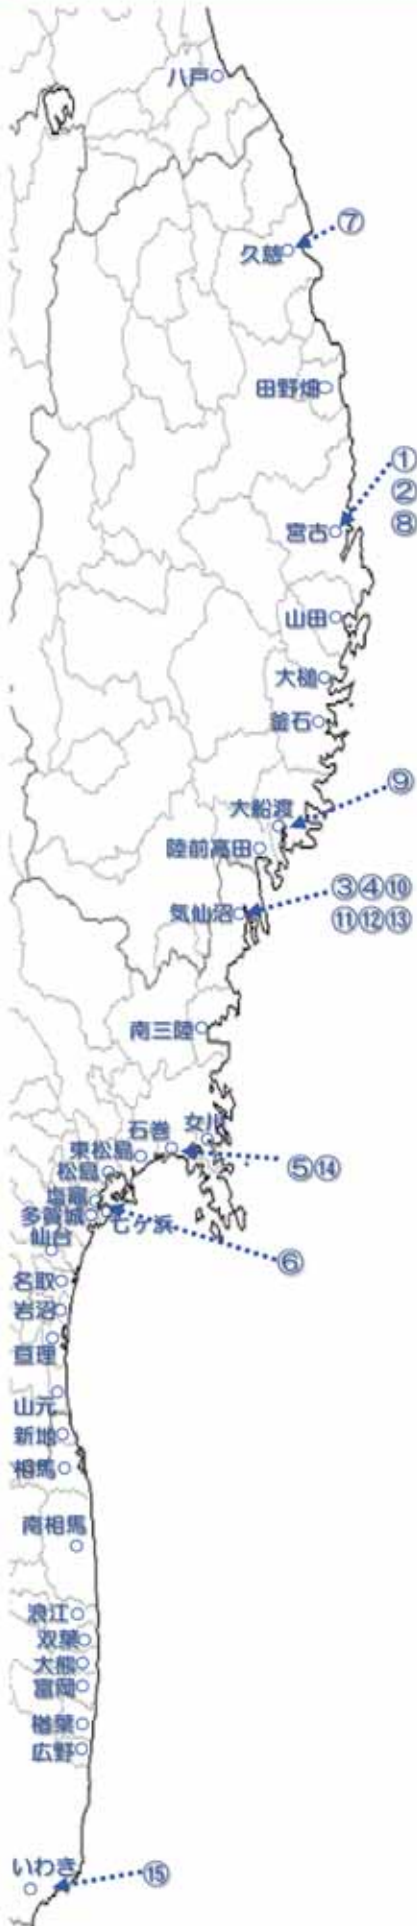 八戸
⑦
久慈
田野畑
①
②
⑧
宮古
山田
大槌
釜石
⑨
大船渡
陸前高田
③④⑩
⑪⑫⑬
気仙沼
南三陸
女川
石巻
東松島
⑤⑭
松島
塩竈
多賀城
七ケ浜
仙台
⑥
名取
岩沼
亘理
山元
新地
相馬
南相馬
浪江
双葉
大熊
富岡
楢葉
広野
いわき
⑮